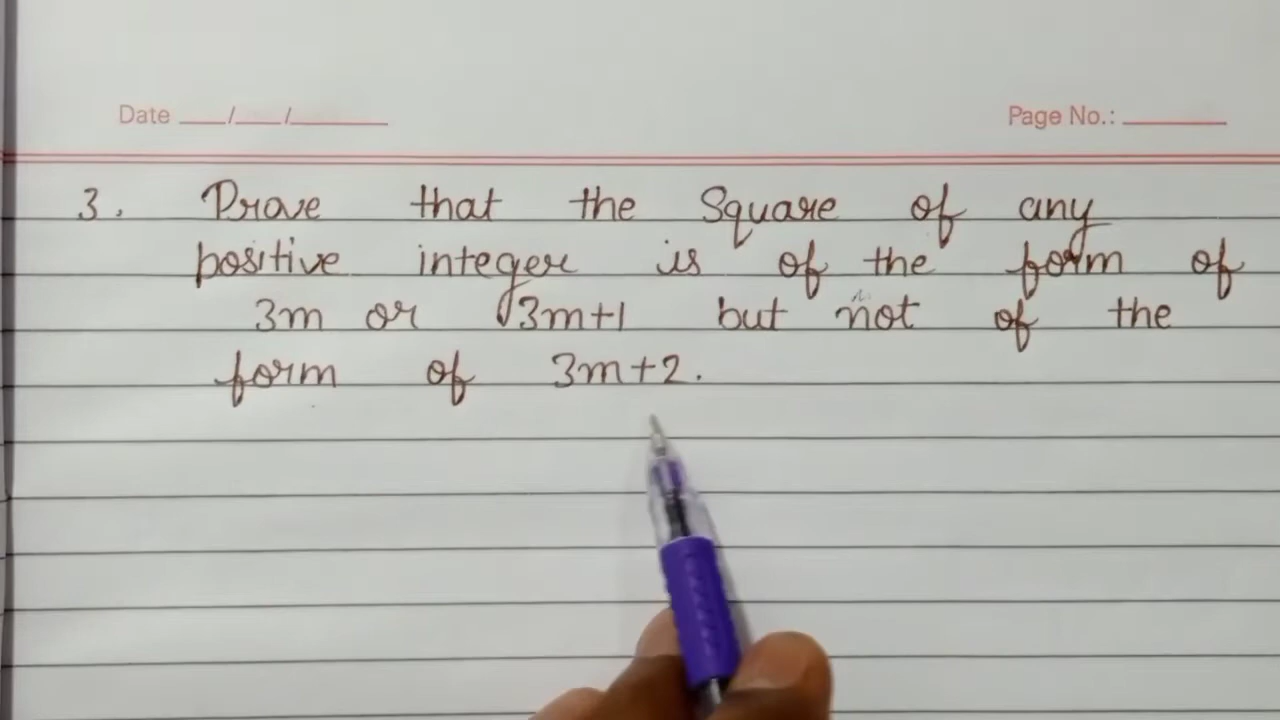 Date ___/___/______ Page No.: ______
3. Prove that the Square of any
positive integer is of the form of
3m or 3m+1 but not of the
form of 3m+2.